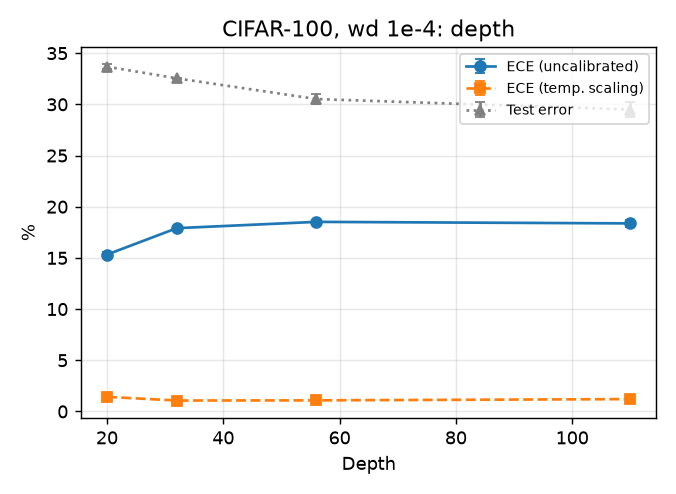 CIFAR-100, wd 1e-4: depth
ECE (uncalibrated)
ECE (temp. scaling)
Test error
35
30
25
20
15
10
5
0
%
20 40 60 80 100
Depth